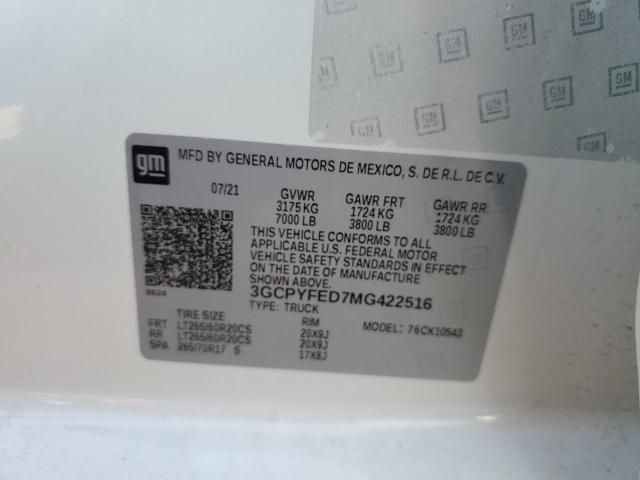 GM GM GM GM GM
GM GM GM GM
GM GM GM GM
gm MFD BY GENERAL MOTORS DE MEXICO, S. DE R.L. DE C.V.
07/21 GVWR GAWR FRT GAWR RR
3175 KG 1724 KG 1724 KG
7000 LB 3800 LB 3800 LB
THIS VEHICLE CONFORMS TO ALL
APPLICABLE U.S. FEDERAL MOTOR
VEHICLE SAFETY STANDARDS IN EFFECT
ON THE DATE OF MANUFACTURE
SHOWN ABOVE.
3GCPYFED7MG422516
TYPE: TRUCK
MODEL: 76CK10543
TIRE SIZE RIM
FRT LT265/60R20CS 20X9J
RR LT265/60R20CS 20X9J
SPA 265/70R17 S 17X8J